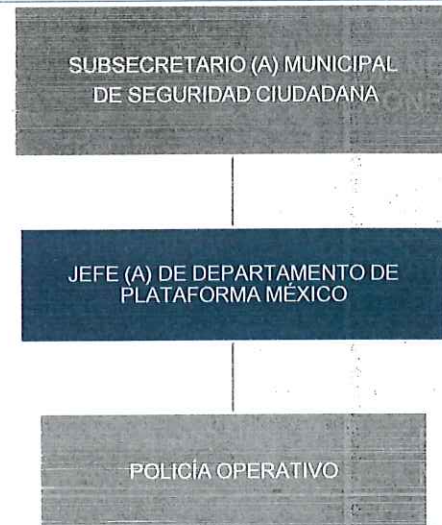 SUBSECRETARIO (A) MUNICIPAL
DE SEGURIDAD CIUDADANA
JEFE (A) DE DEPARTAMENTO DE
PLATAFORMA MÉXICO
POLICÍA OPERATIVO